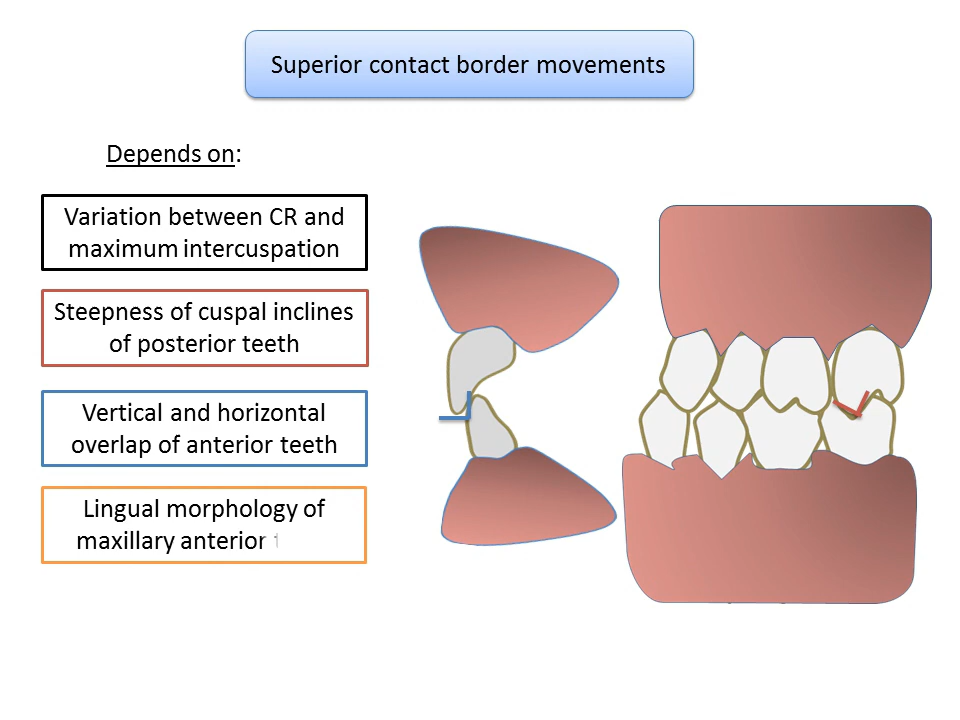 Superior contact border movements
Depends on:
Variation between CR and
maximum intercuspation
Steepness of cuspal inclines
of posterior teeth
Vertical and horizontal
overlap of anterior teeth
Lingual morphology of
maxillary anterior